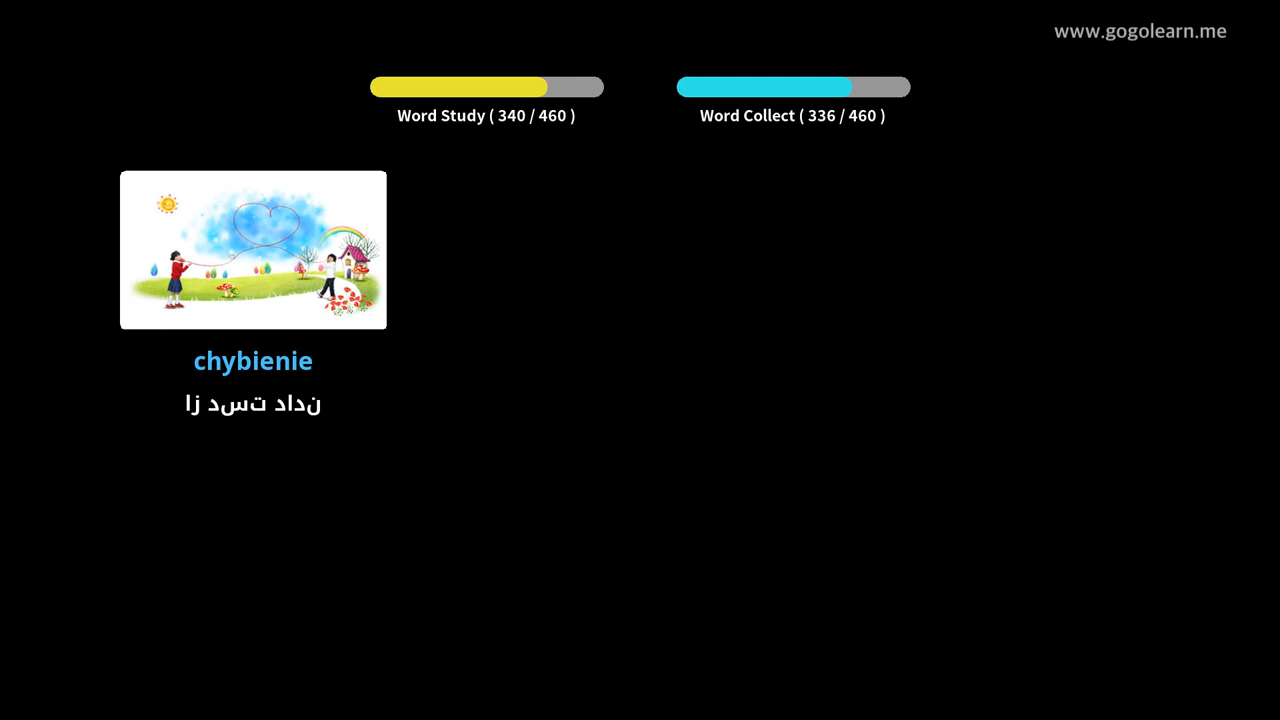 www.gogolearn.me
Word Study ( 340 / 460 )
Word Collect ( 336 / 460 )
chybienie
از دست دادن